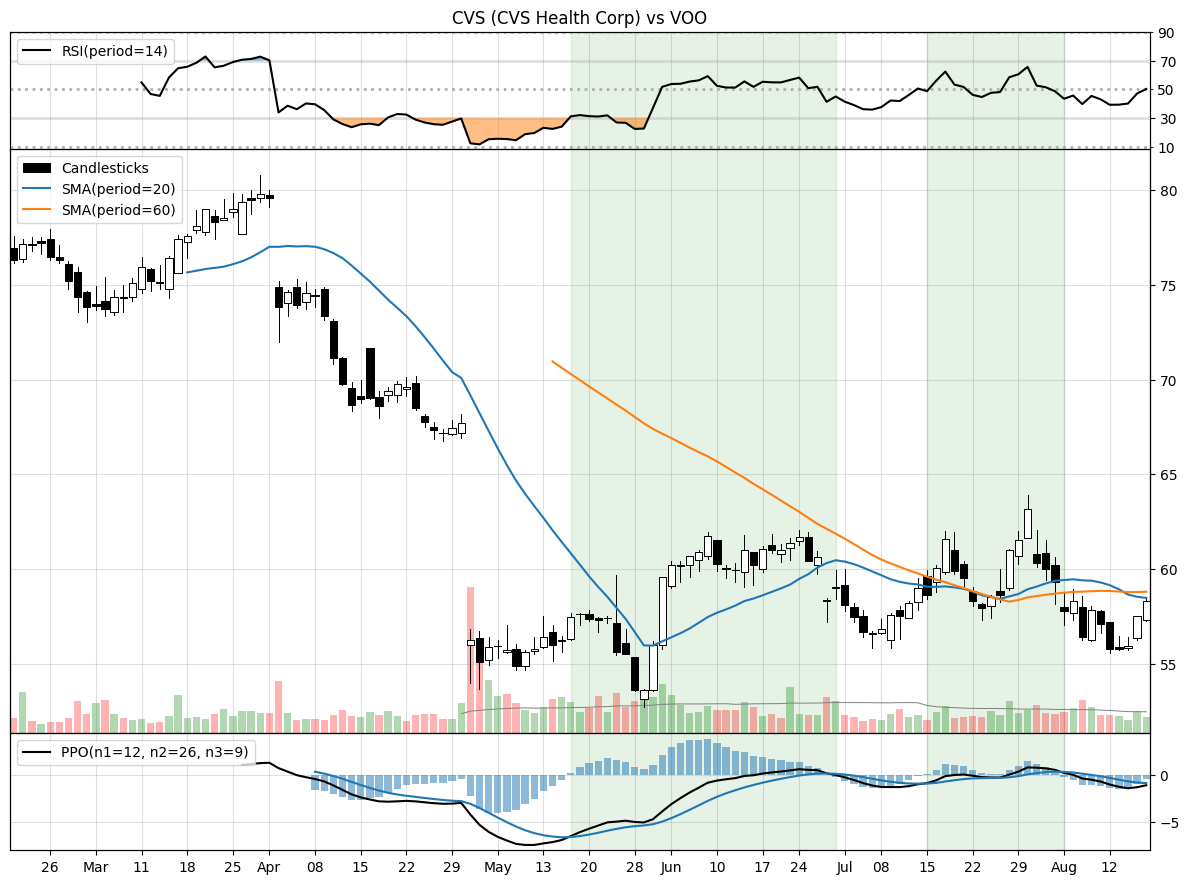 CVS (CVS Health Corp) vs VOO
RSI(period=14)
90
70
50
30
10
Candlesticks
SMA(period=20)
SMA(period=60)
80
75
70
65
60
55
PPO(n1=12, n2=26, n3=9)
0
−5
26 Mar 11 18 25 Apr 08 15 22 29 May 13 20 28 Jun 10 17 24 Jul 08 15 22 29 Aug 12